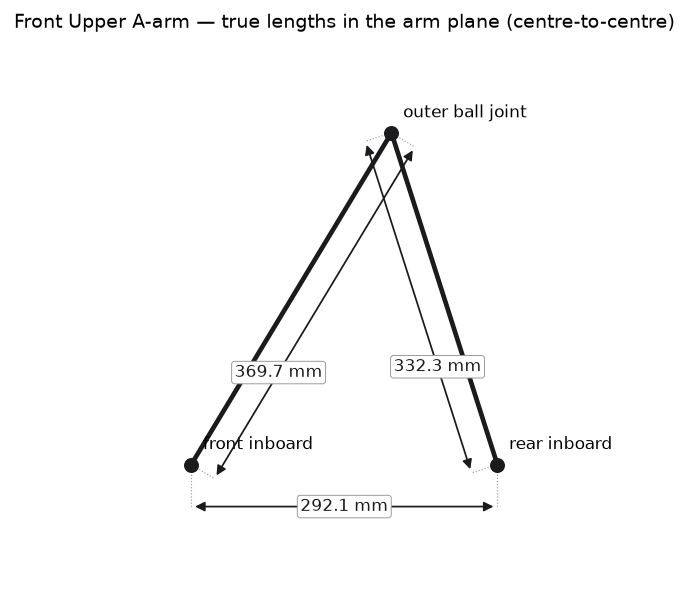 Front Upper A-arm — true lengths in the arm plane (centre-to-centre)
outer ball joint
369.7 mm
332.3 mm
front inboard
rear inboard
292.1 mm